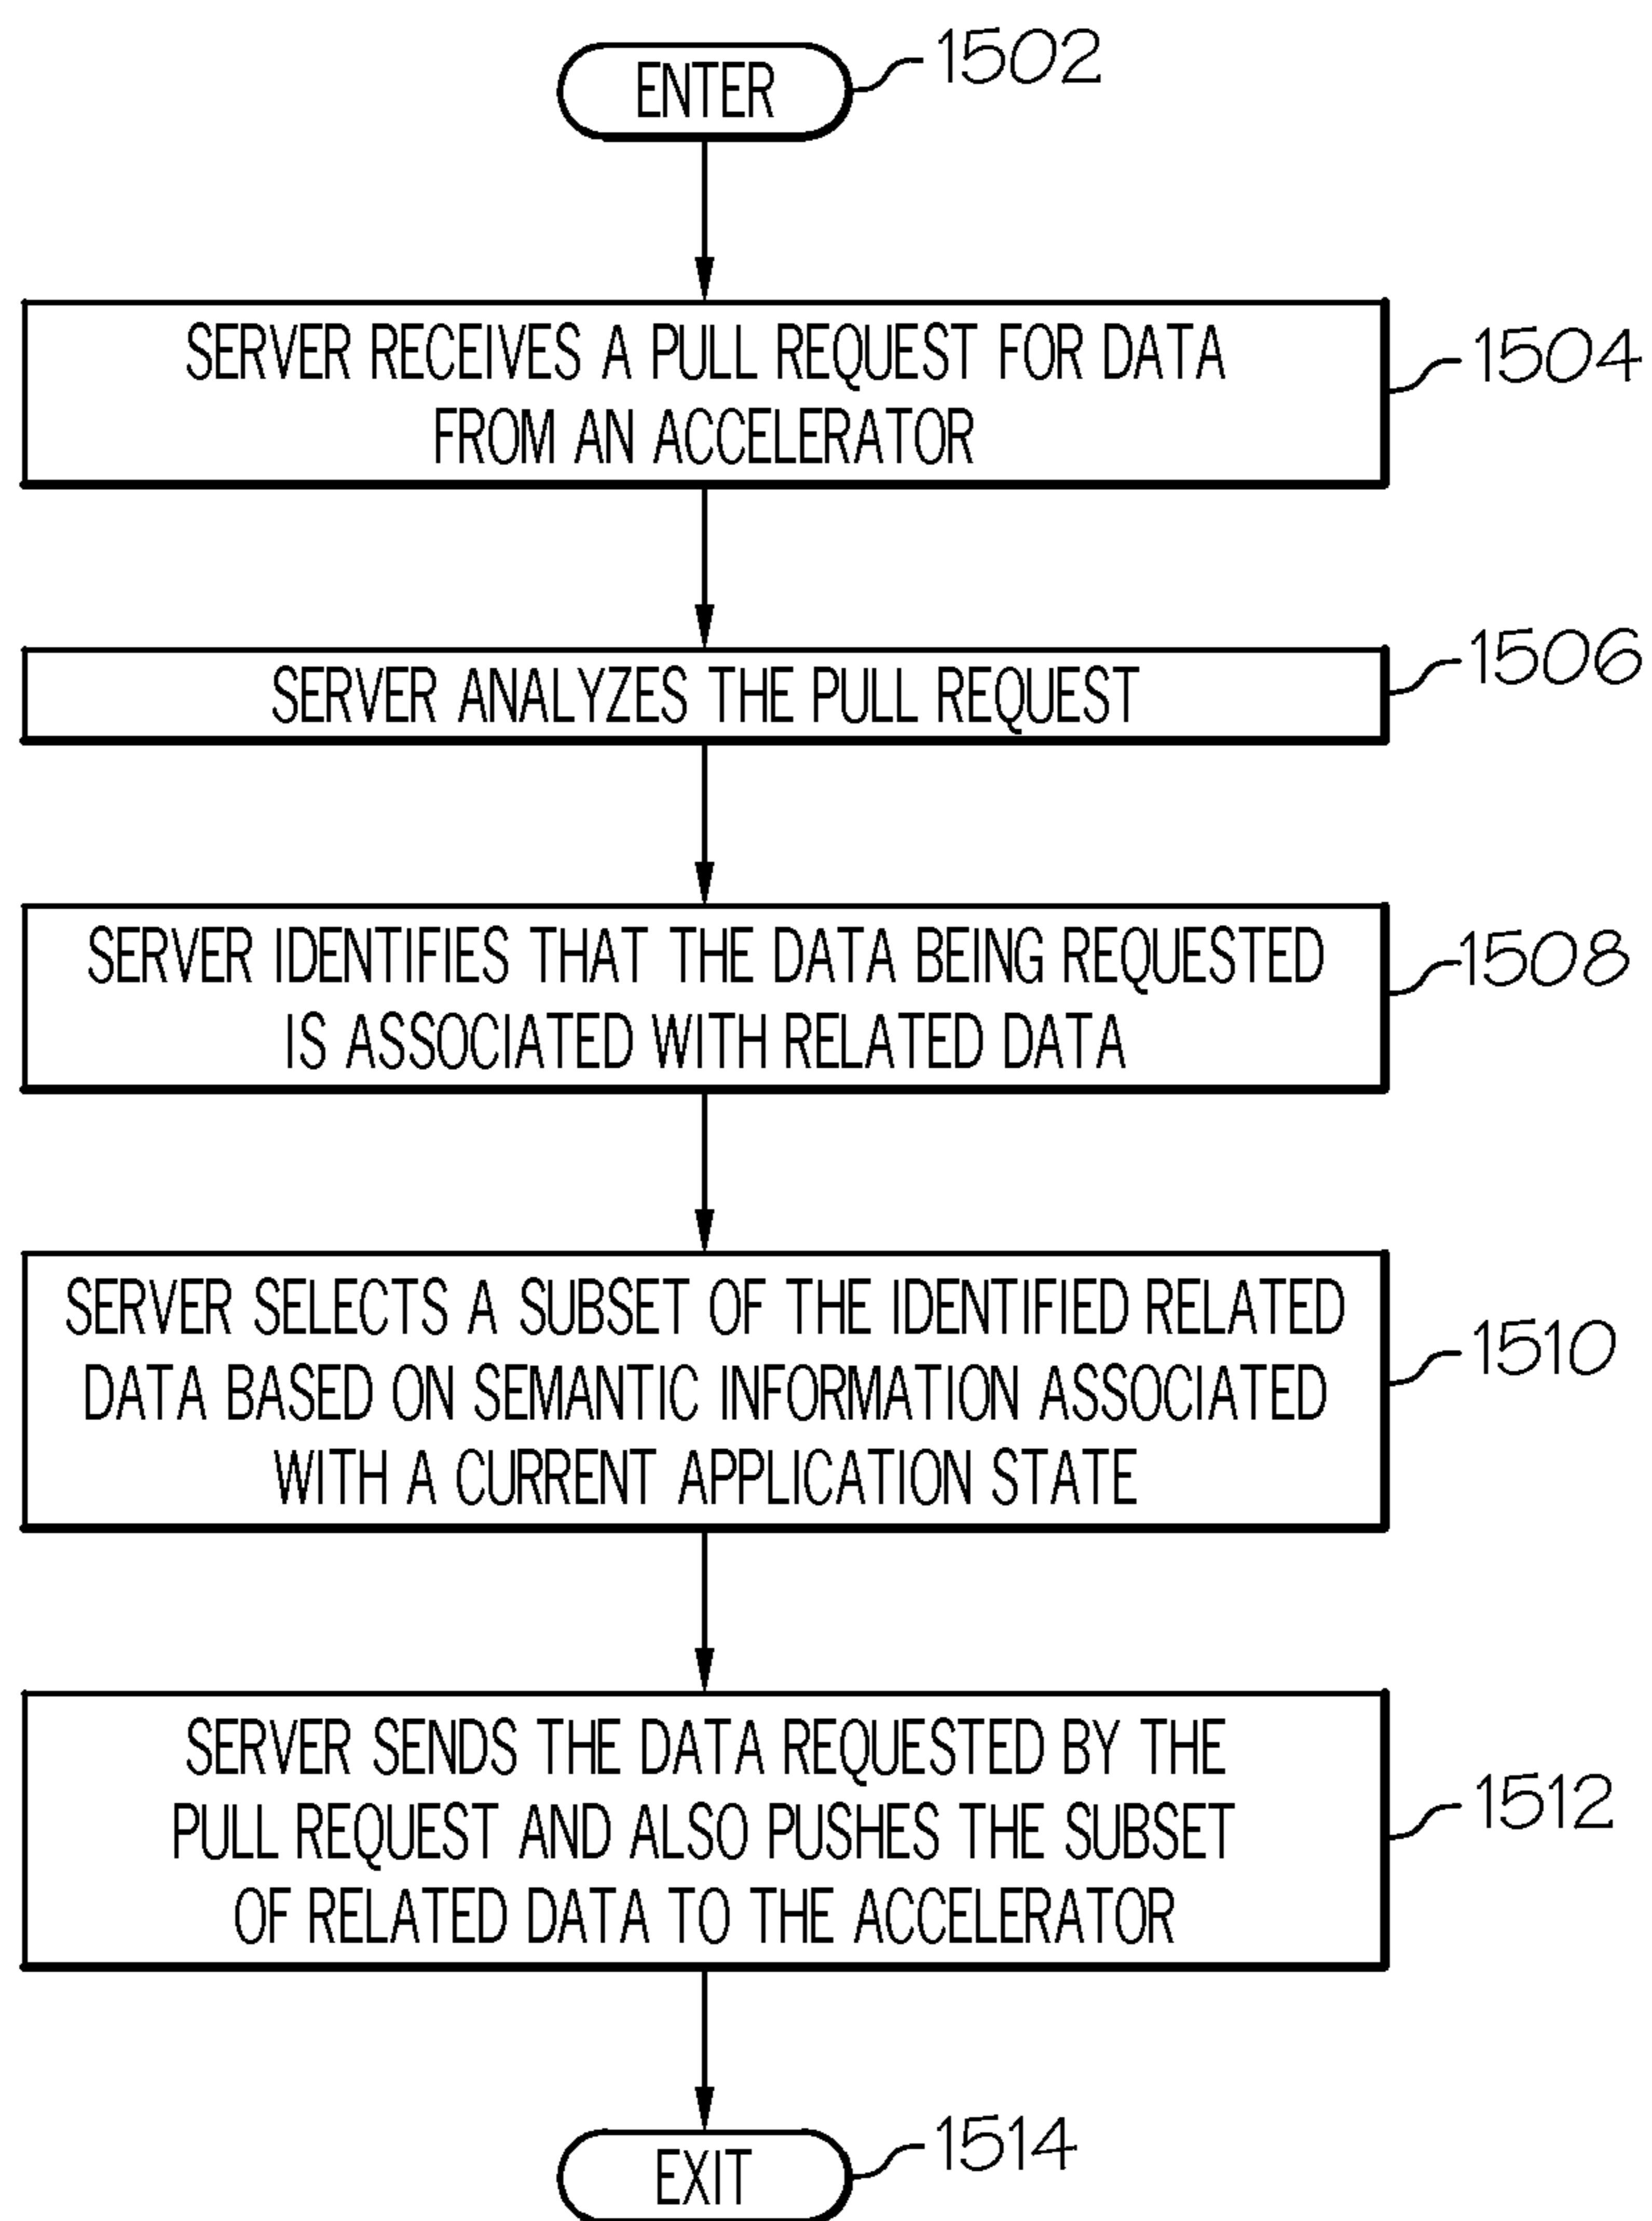 ENTER
1502
SERVER RECEIVES A PULL REQUEST FOR DATA
FROM AN ACCELERATOR
1504
SERVER ANALYZES THE PULL REQUEST
1506
SERVER IDENTIFIES THAT THE DATA BEING REQUESTED
IS ASSOCIATED WITH RELATED DATA
1508
SERVER SELECTS A SUBSET OF THE IDENTIFIED RELATED
DATA BASED ON SEMANTIC INFORMATION ASSOCIATED
WITH A CURRENT APPLICATION STATE
1510
SERVER SENDS THE DATA REQUESTED BY THE
PULL REQUEST AND ALSO PUSHES THE SUBSET
OF RELATED DATA TO THE ACCELERATOR
1512
EXIT
1514